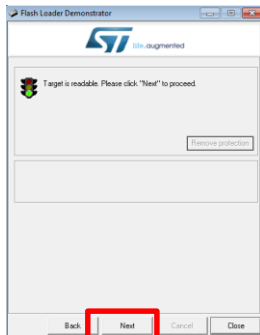 Flash Loader Demonstrator
life.augmented
Target is readable. Please click "Next" to proceed.
Remove protection
Back Next Cancel Close